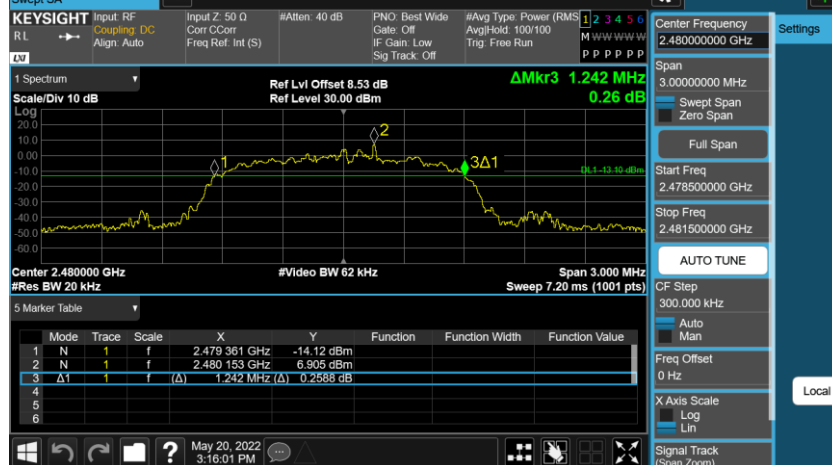 Swept SA
KEYSIGHT
RL
LXI
Input: RF
Coupling: DC
Align: Auto
Input Z: 50 Ω
Corr CCorr
Freq Ref: Int (S)
#Atten: 40 dB
PNO: Best Wide
Gate: Off
IF Gain: Low
Sig Track: Off
#Avg Type: Power (RMS
Avg|Hold: 100/100
Trig: Free Run
1 2 3 4 5 6
M W W W W W
P P P P P P
1 Spectrum
Scale/Div 10 dB
Ref Lvl Offset 8.53 dB
Ref Level 30.00 dBm
ΔMkr3 1.242 MHz
0.26 dB
Log
20.0
10.0
0.00
-10.0
-20.0
-30.0
-40.0
-50.0
-60.0
1
2
3Δ1
DL1 -13.10 dBm
Center 2.480000 GHz
#Res BW 20 kHz
#Video BW 62 kHz
Span 3.000 MHz
Sweep 7.20 ms (1001 pts)
5 Marker Table
Mode Trace Scale X Y Function Function Width Function Value
1 N 1 f 2.479 361 GHz -14.12 dBm
2 N 1 f 2.480 153 GHz 6.905 dBm
3 Δ1 1 f (Δ) 1.242 MHz (Δ) 0.2588 dB
4
5
6
?
May 20, 2022
3:16:01 PM
Center Frequency
2.480000000 GHz
Span
3.00000000 MHz
Swept Span
Zero Span
Full Span
Start Freq
2.478500000 GHz
Stop Freq
2.481500000 GHz
AUTO TUNE
CF Step
300.000 kHz
Auto
Man
Freq Offset
0 Hz
X Axis Scale
Log
Lin
Signal Track
(Span Zoom)
Settings
Local